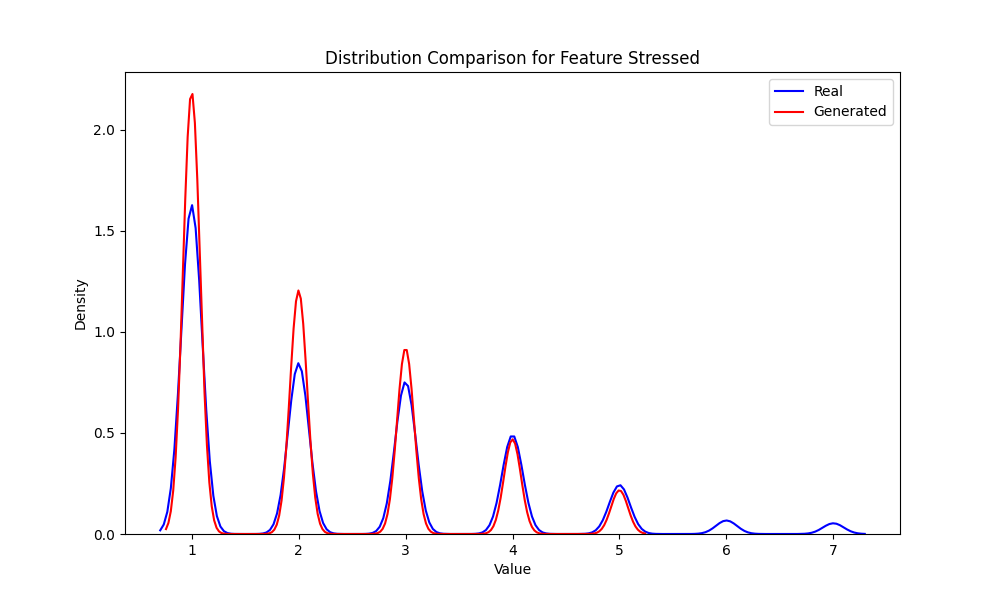 Distribution Comparison for Feature Stressed
Real
Generated
2.0
1.5
1.0
0.5
0.0
Density
1
2
3
4
5
6
7
Value